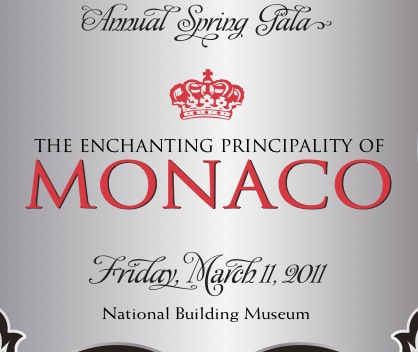 Annual Spring Gala
THE ENCHANTING PRINCIPALITY OF
MONACO
Friday, March 11, 2011
National Building Museum